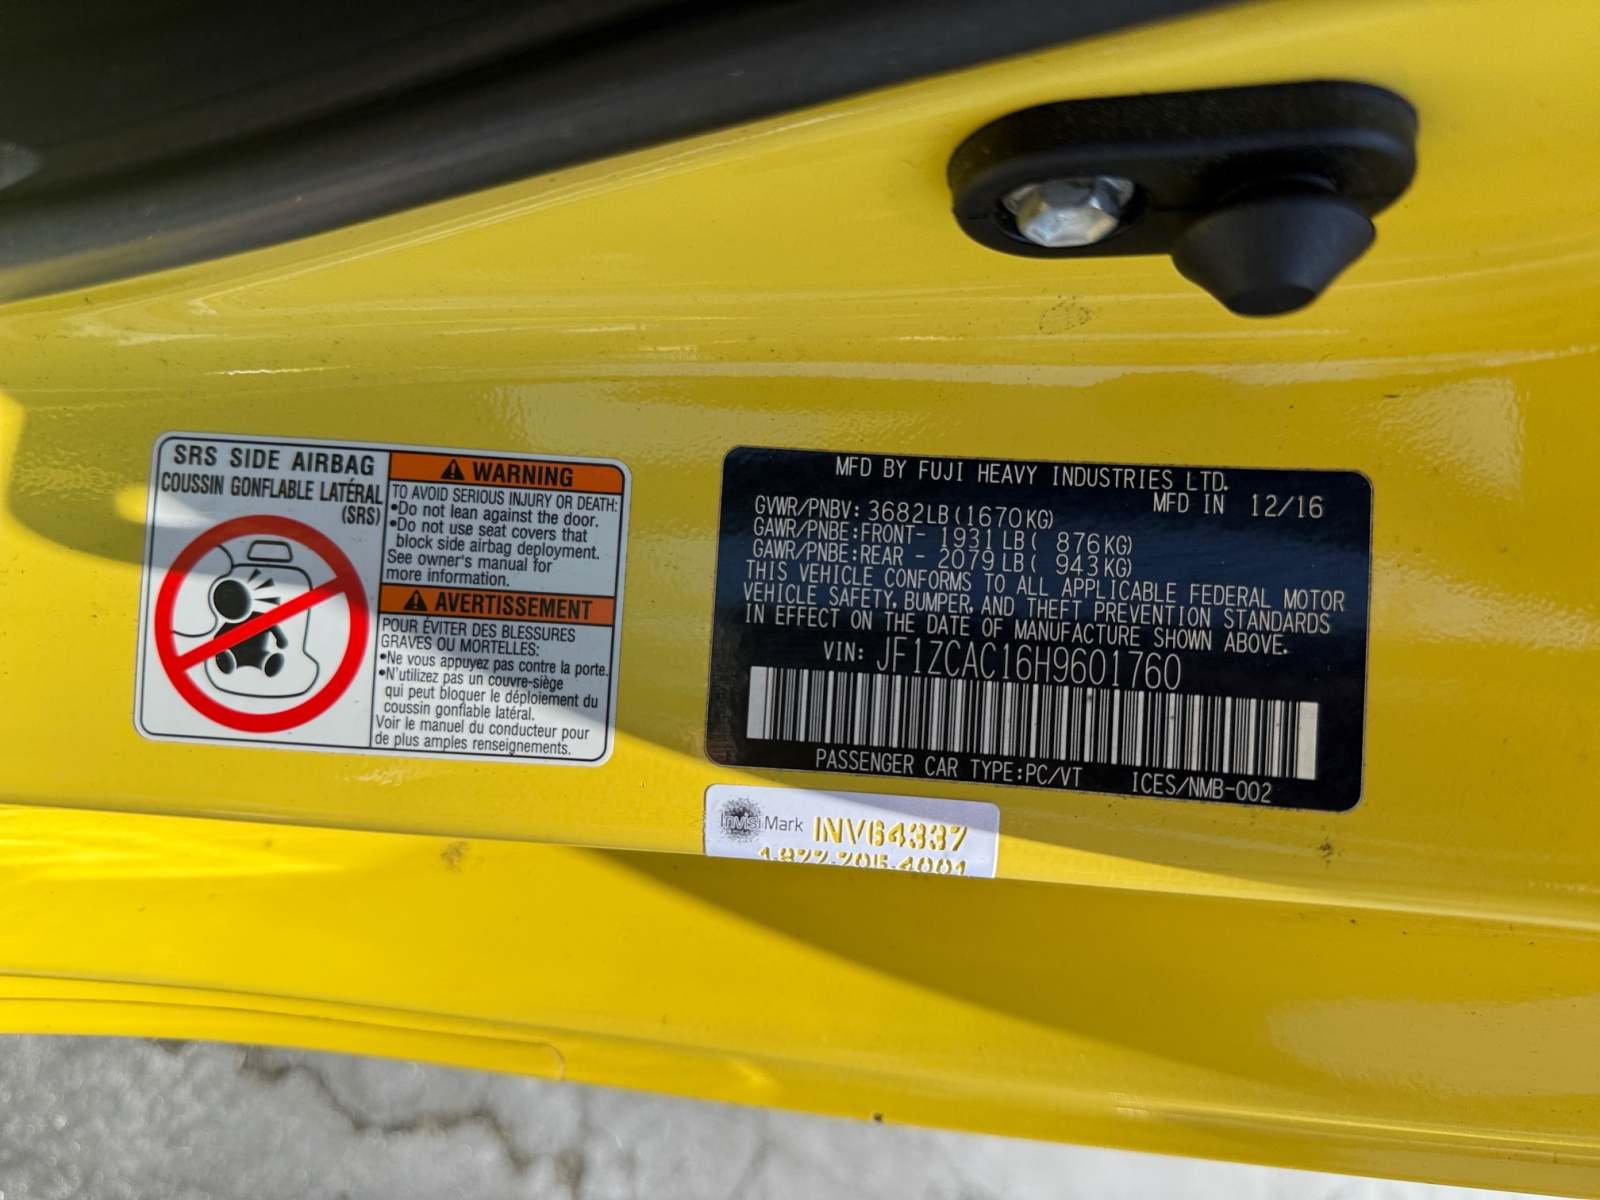 SRS SIDE AIRBAG
COUSSIN GONFLABLE LATÉRAL
(SRS)
WARNING
TO AVOID SERIOUS INJURY OR DEATH:
•Do not lean against the door.
•Do not use seat covers that
block side airbag deployment.
See owner's manual for
more information.
AVERTISSEMENT
POUR ÉVITER DES BLESSURES
GRAVES OU MORTELLES:
•Ne vous appuyez pas contre la porte.
•N'utilizez pas un couvre-siège
qui peut bloquer le déploiement du
coussin gonflable latéral.
Voir le manuel du conducteur pour
de plus amples renseignements.
MFD BY FUJI HEAVY INDUSTRIES LTD.
MFD IN 12/16
GVWR/PNBV: 3682LB(1670KG)
GAWR/PNBE:FRONT- 1931LB( 876KG)
GAWR/PNBE:REAR - 2079LB( 943KG)
THIS VEHICLE CONFORMS TO ALL APPLICABLE FEDERAL MOTOR
VEHICLE SAFETY, BUMPER, AND THEFT PREVENTION STANDARDS
IN EFFECT ON THE DATE OF MANUFACTURE SHOWN ABOVE.
VIN: JF1ZCAC16H9601760
PASSENGER CAR TYPE:PC/VT ICES/NMB-002
InvisiMark INV64337
1-877-705-4001